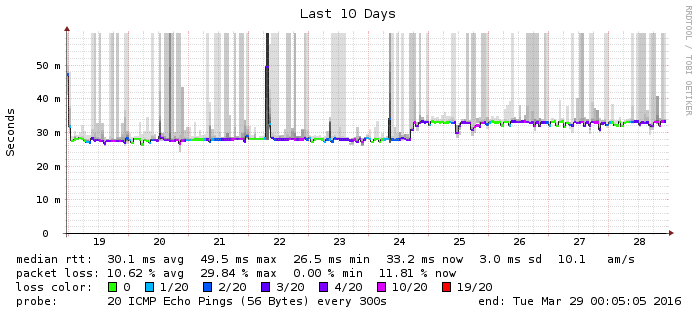 Last 10 Days
RRDTOOL / TOBI OETIKER
Seconds
50 m
40 m
30 m
20 m
10 m
0
19 20 21 22 23 24 25 26 27 28
median rtt: 30.1 ms avg 49.5 ms max 26.5 ms min 33.2 ms now 3.0 ms sd 10.1 am/s
packet loss: 10.62 % avg 29.84 % max 0.00 % min 11.81 % now
loss color: 0 1/20 2/20 3/20 4/20 10/20 19/20
probe: 20 ICMP Echo Pings (56 Bytes) every 300s end: Tue Mar 29 00:05:05 2016